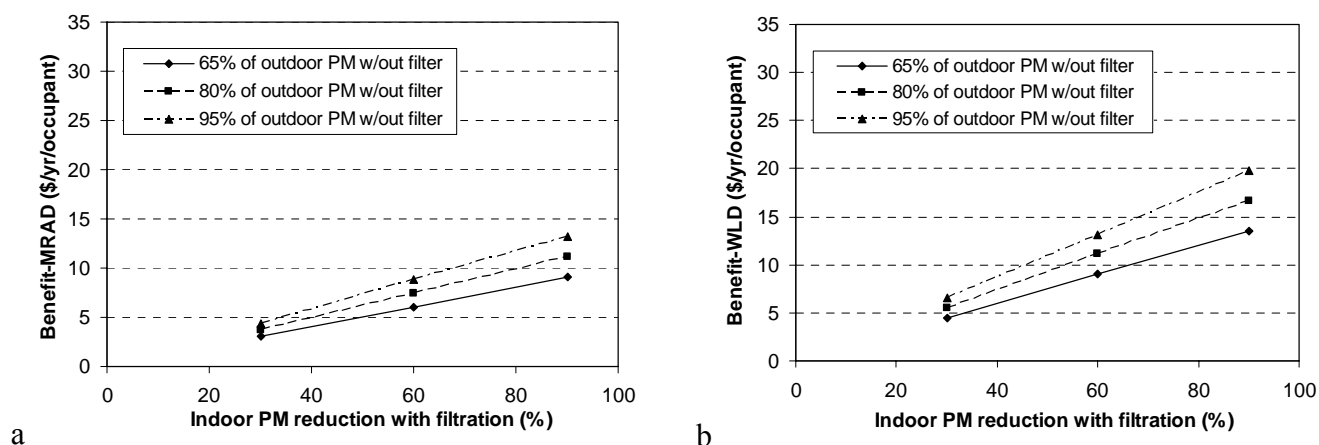 35
30
25
20
15
10
5
0
Benefit-MRAD ($/yr/occupant)
65% of outdoor PM w/out filter
80% of outdoor PM w/out filter
95% of outdoor PM w/out filter
0 20 40 60 80 100
Indoor PM reduction with filtration (%)
a
35
30
25
20
15
10
5
0
Benefit-WLD ($/yr/occupant)
65% of outdoor PM w/out filter
80% of outdoor PM w/out filter
95% of outdoor PM w/out filter
0 20 40 60 80 100
Indoor PM reduction with filtration (%)
b